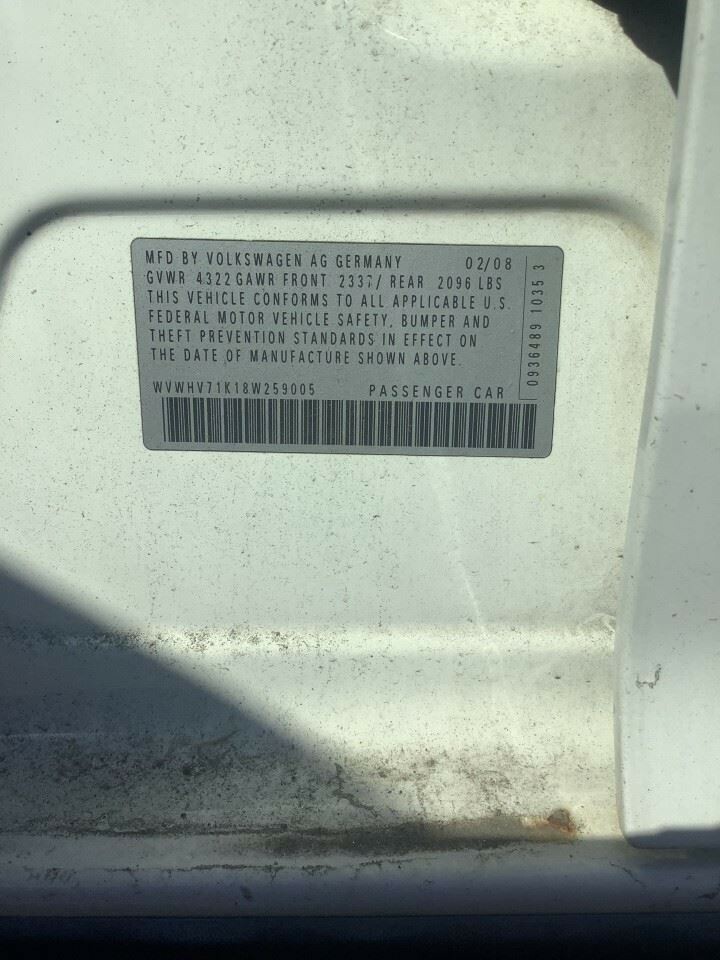 MFD BY VOLKSWAGEN AG GERMANY 02/08
GVWR 4322 GAWR FRONT 2337/ REAR 2096 LBS
THIS VEHICLE CONFORMS TO ALL APPLICABLE U.S.
FEDERAL MOTOR VEHICLE SAFETY, BUMPER AND
THEFT PREVENTION STANDARDS IN EFFECT ON
THE DATE OF MANUFACTURE SHOWN ABOVE.
WVWHV71K18W259005 PASSENGER CAR
0936489 1035 3